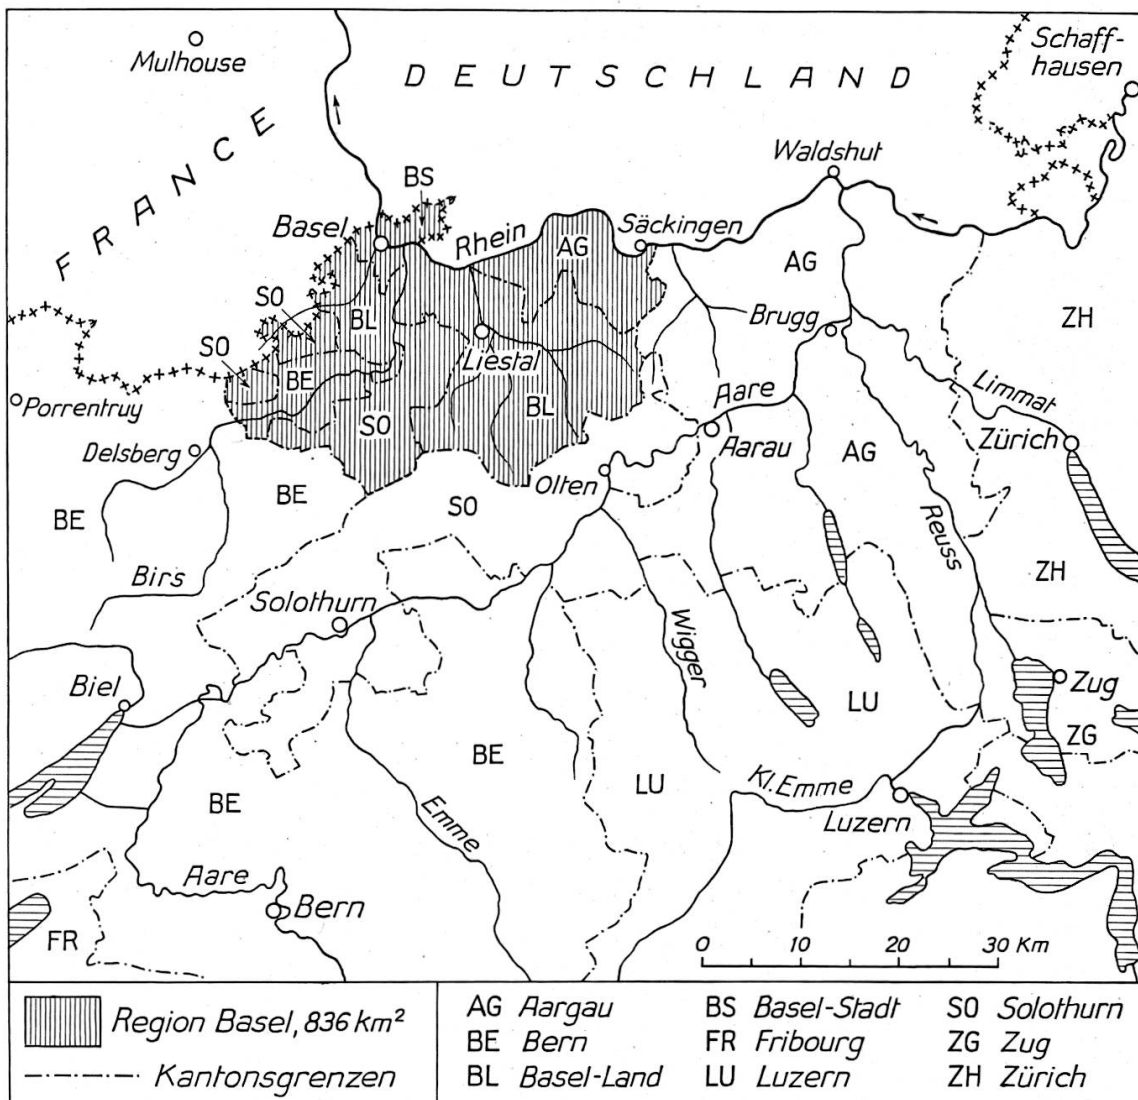 Mulhouse
DEUTSCHLAND
Schaff-
hausen
FRANCE
Waldshut
BS
Basel
Rhein
AG
Säckingen
AG
SO
BL
Brugg
ZH
SO
BE
Liestal
Limmat
Porrentruy
SO
BL
Aare
Delsberg
Aarau
AG
Zürich
BE
BE
SO
Olten
Reuss
Birs
ZH
Solothurn
Wigger
Biel
LU
Zug
ZG
BE
BE
LU
Kl. Emme
Emme
Luzern
Aare
Bern
FR
0 10 20 30 Km
Region Basel, 836 km²
Kantonsgrenzen
AG Aargau
BE Bern
BL Basel-Land
BS Basel-Stadt
FR Fribourg
LU Luzern
SO Solothurn
ZG Zug
ZH Zürich